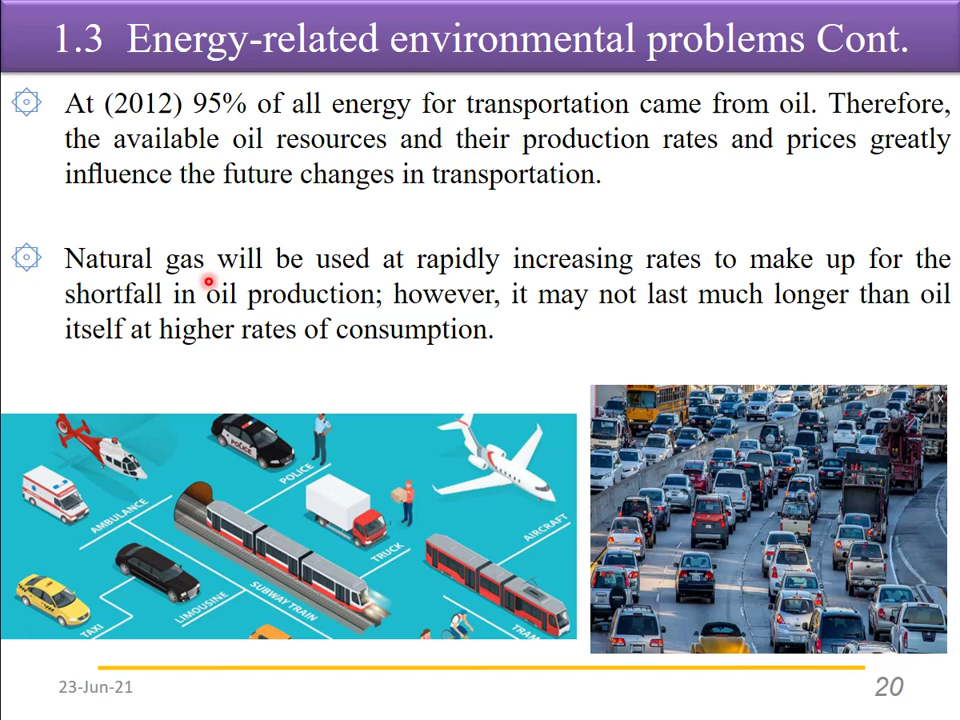 1.3 Energy-related environmental problems Cont.
At (2012) 95% of all energy for transportation came from oil. Therefore,
the available oil resources and their production rates and prices greatly
influence the future changes in transportation.
Natural gas will be used at rapidly increasing rates to make up for the
shortfall in oil production; however, it may not last much longer than oil
itself at higher rates of consumption.
POLICE
POLICE
AMBULANCE
AIRCRAFT
TRUCK
SUBWAY TRAIN
LIMOUSINE
TAXI
TRAM
x
23-Jun-21
20